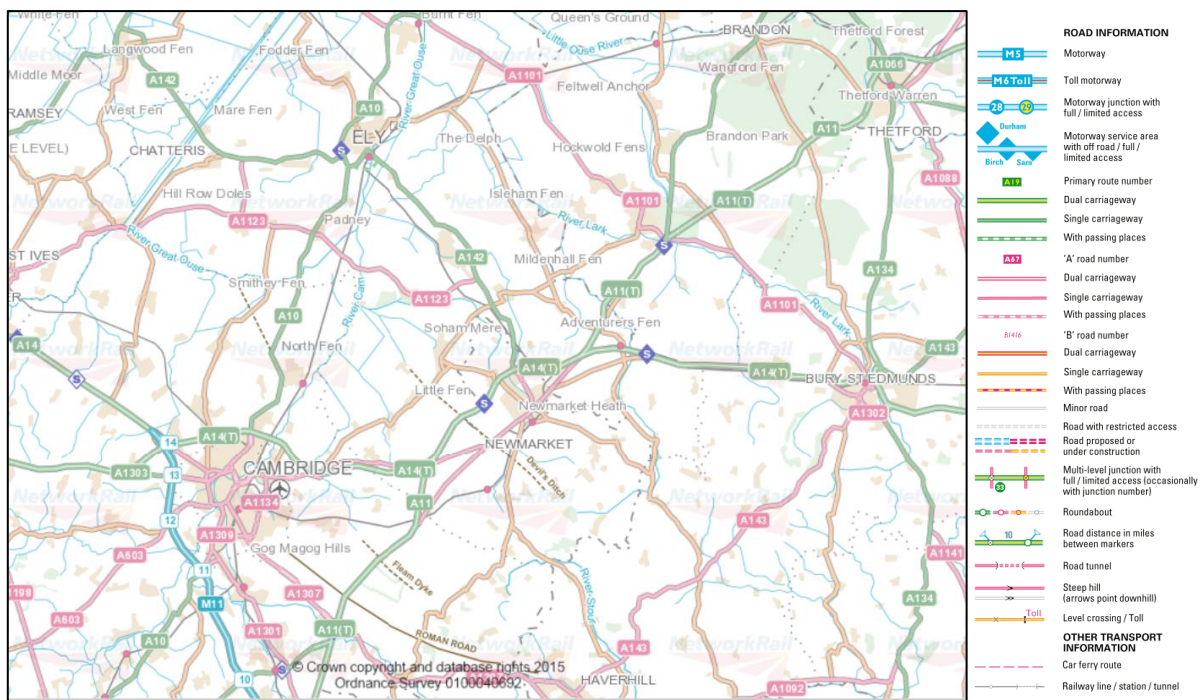 White Fen
Burnt Fen
Queen's Ground
Langwood Fen
Fodder Fen
Little Ouse River
BRANDON
Thetford Forest
Middle Moor
A142
A1101
Wangford Fen
A1066
RAMSEY
West Fen
Mare Fen
A10
River Great Ouse
Feltwell Anchor
Thetford Warren
E LEVEL)
CHATTERIS
ELY
The Delph
Hockwold Fens
Brandon Park
A11
THETFORD
S
A1088
Hill Row Doles
Isleham Fen
A1101
A11(T)
A1123
Padney
River Lark
ST IVES
River Great Ouse
A142
Mildenhall Fen
S
A134
Smithey Fen
River Cam
A1123
A11(T)
A1101
River Lark
ER
A10
Soham Mere
Adventurers Fen
A14
North Fen
S
A143
A14(T)
A14(T)
BURY ST EDMUNDS
S
Little Fen
S
Newmarket Heath
A1302
14
A14(T)
NEWMARKET
A1303
13
CAMBRIDGE
A14(T)
Devil's Ditch
A1134
A11
12
A1309
A143
A603
Gog Magog Hills
A1141
11
Fleam Dyke
River Stour
1198
M11
A1307
A134
A603
A1301
A11(T)
ROMAN ROAD
A10
A143
10
S
HAVERHILL
A1092
NetworkRail
© Crown copyright and database rights 2015
Ordnance Survey 0100040692
ROAD INFORMATION
M5
Motorway
M6 Toll
Toll motorway
28
29
Motorway junction with
full / limited access
Durham
Birch
Sarn
Motorway service area
with off road / full /
limited access
A19
Primary route number
Dual carriageway
Single carriageway
With passing places
A67
'A' road number
Dual carriageway
Single carriageway
With passing places
B1416
'B' road number
Dual carriageway
Single carriageway
With passing places
Minor road
Road with restricted access
Road proposed or
under construction
33
Multi-level junction with
full / limited access (occasionally
with junction number)
Roundabout
10
Road distance in miles
between markers
Road tunnel
Steep hill
(arrows point downhill)
Toll
Level crossing / Toll
OTHER TRANSPORT
INFORMATION
Car ferry route
Railway line / station / tunnel